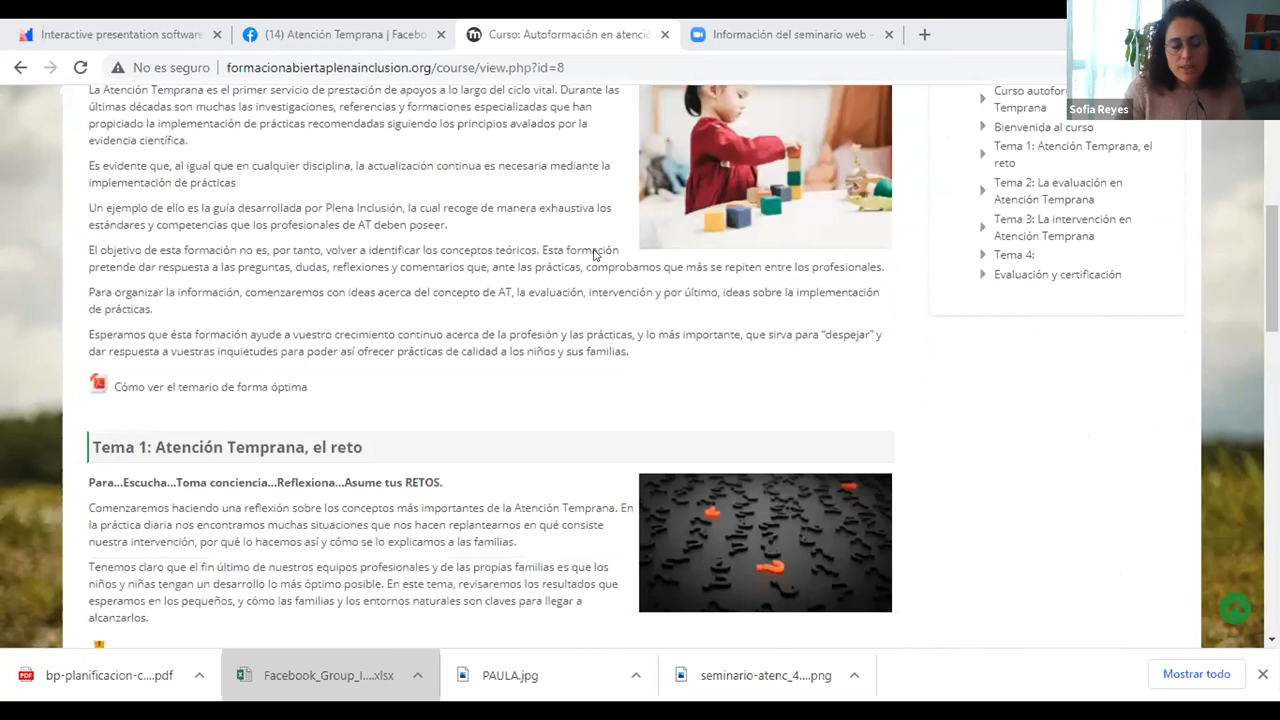 Interactive presentation software
(14) Atención Temprana | Facebo
Curso: Autoformación en atenció
Información del seminario web -
No es seguro
formacionabiertaplenainclusion.org/course/view.php?id=8
Sofia Reyes
La Atención Temprana es el primer servicio de prestación de apoyos a lo largo del ciclo vital. Durante las
últimas décadas son muchas las investigaciones, referencias y formaciones especializadas que han
propiciado la implementación de prácticas recomendadas siguiendo los principios avalados por la
evidencia científica.
Es evidente que, al igual que en cualquier disciplina, la actualización continua es necesaria mediante la
implementación de prácticas
Un ejemplo de ello es la guía desarrollada por Plena Inclusión, la cual recoge de manera exhaustiva los
estándares y competencias que los profesionales de AT deben poseer.
El objetivo de esta formación no es, por tanto, volver a identificar los conceptos teóricos. Esta formación
pretende dar respuesta a las preguntas, dudas, reflexiones y comentarios que, ante las prácticas, comprobamos que más se repiten entre los profesionales.
Para organizar la información, comenzaremos con ideas acerca del concepto de AT, la evaluación, intervención y por último, ideas sobre la implementación
de prácticas.
Esperamos que ésta formación ayude a vuestro crecimiento continuo acerca de la profesión y las prácticas, y lo más importante, que sirva para “despejar” y
dar respuesta a vuestras inquietudes para poder así ofrecer prácticas de calidad a los niños y sus familias.
Cómo ver el temario de forma óptima
Tema 1: Atención Temprana, el reto
Para...Escucha...Toma conciencia...Reflexiona...Asume tus RETOS.
Comenzaremos haciendo una reflexión sobre los conceptos más importantes de la Atención Temprana. En
la práctica diaria nos encontramos muchas situaciones que nos hacen replantearnos en qué consiste
nuestra intervención, por qué lo hacemos así y cómo se lo explicamos a las familias.
Tenemos claro que el fin último de nuestros equipos profesionales y de las propias familias es que los
niños y niñas tengan un desarrollo lo más óptimo posible. En este tema, revisaremos los resultados que
esperamos en los pequeños, y cómo las familias y los entornos naturales son claves para llegar a
alcanzarlos.
Curso autofor
Temprana
Bienvenida al curso
Tema 1: Atención Temprana, el
reto
Tema 2: La evaluación en
Atención Temprana
Tema 3: La intervención en
Atención Temprana
Tema 4:
Evaluación y certificación
bp-planificacion-c....pdf
Facebook_Group_I....xlsx
PAULA.jpg
seminario-atenc_4....png
Mostrar todo